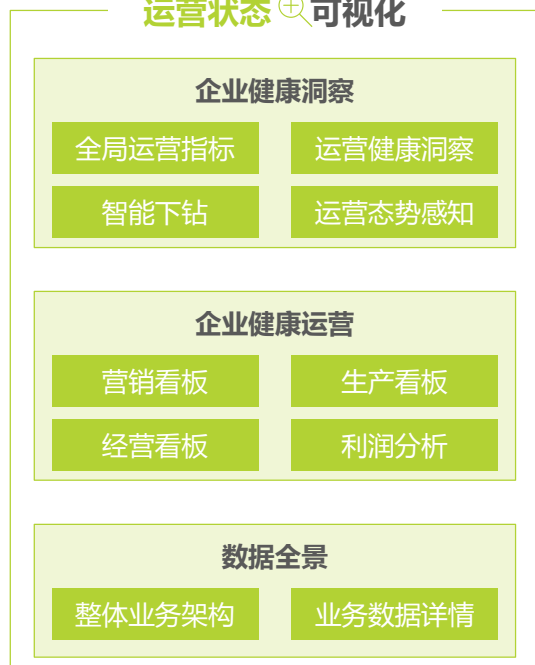 运营状态 可视化
企业健康洞察
全局运营指标 运营健康洞察
智能下钻 运营态势感知
企业健康运营
营销看板 生产看板
经营看板 利润分析
数据全景
整体业务架构 业务数据详情